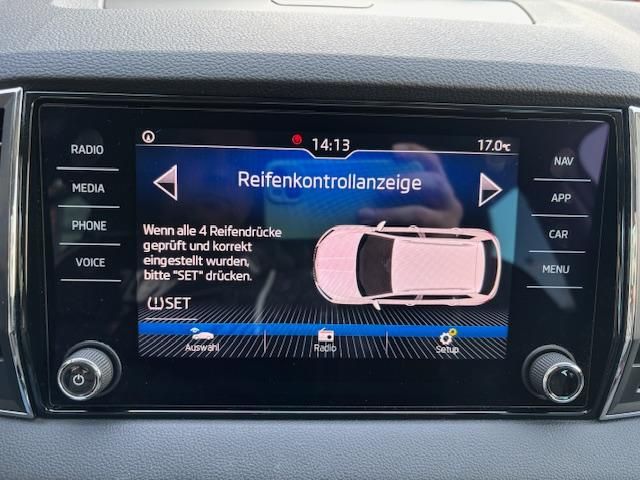 RADIO
MEDIA
PHONE
VOICE
14:13
17.0°C
Reifenkontrollanzeige
Wenn alle 4 Reifendrücke
geprüft und korrekt
eingestellt wurden,
bitte "SET" drücken.
(!)SET
Auswahl
Radio
Setup
NAV
APP
CAR
MENU